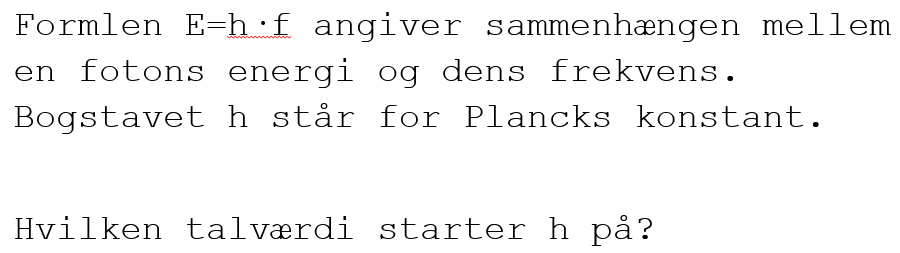 Formlen E=h·f angiver sammenhængen mellem
en fotons energi og dens frekvens.
Bogstavet h står for Plancks konstant.
Hvilken talværdi starter h på?